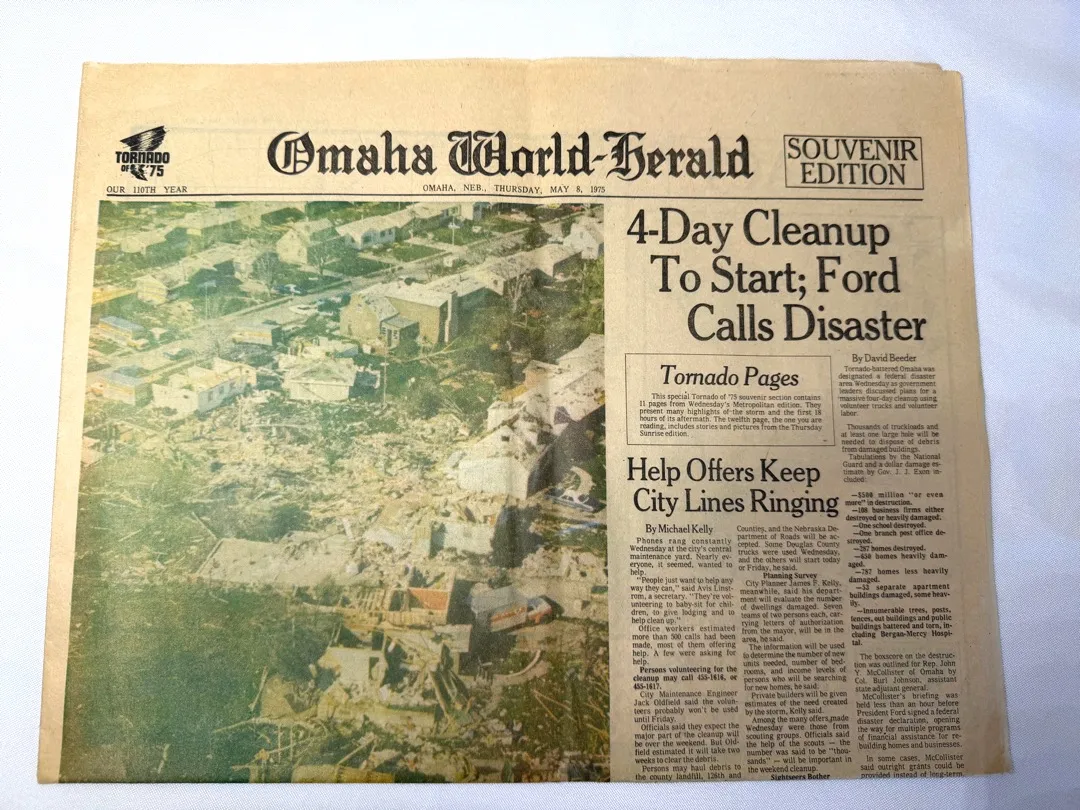 TORNADO
OF '75
OUR 110TH YEAR
Omaha World-Herald
OMAHA, NEB., THURSDAY, MAY 8, 1975
SOUVENIR
EDITION
4-Day Cleanup
To Start; Ford
Calls Disaster
Tornado Pages
This special Tornado of '75 souvenir section contains
11 pages from Wednesday's Metropolitan edition. They
present many highlights of the storm and the first 18
hours of its aftermath. The twelfth page, the one you are
reading, includes stories and pictures from the Thursday
Sunrise edition.
By David Beeder
Tornado-battered Omaha was
designated a federal disaster
area Wednesday as government
leaders discussed plans for a
massive four-day cleanup using
volunteer trucks and volunteer
labor.
Thousands of truckloads and
at least one large hole will be
needed to dispose of debris
from damaged buildings.
Tabulations by the National
Guard and a dollar damage es-
timate by Gov. J. J. Exon in-
cluded:
—$500 million "or even
more" in destruction.
—100 business firms either
destroyed or heavily damaged.
—One school destroyed.
—One branch post office de-
stroyed.
—287 homes destroyed.
homes heavily dam-
aged.
—787 homes less heavily
damaged.
separate apartment
buildings damaged, some heav-
ily.
—Innumerable trees, posts,
fences, out buildings and public
buildings battered and torn, in-
cluding Bergan-Mercy Hospi-
tal.
The boxscore on the destruc-
tion was outlined for Rep. John
Y. McCollister of Omaha by
Col. Burl Johnson, assistant
state adjutant general.
McCollister's briefing was
held less than an hour before
President Ford signed a federal
disaster declaration, opening
the way for multiple programs
of financial assistance for re-
building homes and businesses.
In some cases, McCollister
said outright grants could be
provided instead of long-term,
Help Offers Keep
City Lines Ringing
By Michael Kelly
Phones rang constantly
Wednesday at the city's central
maintenance yard. Nearly ev-
eryone, it seemed, wanted to
help.
"People just want to help any
way they can," said Avis Linst-
rom, a secretary. "They're vol-
unteering to baby-sit for chil-
dren, to give lodging and to
help clean up."
Office workers estimated
more than 500 calls had been
made, most of them offering
help. A few were asking for
help.
Persons volunteering for the
cleanup may call 455-1616, or
455-1617.
City Maintenance Engineer
Jack Oldfield said the volun-
teers probably won't be used
until Friday.
Officials said they expect the
major part of the cleanup will
be over the weekend. But Old-
field estimated it will take two
weeks to clear the debris.
Persons may haul debris to
the county landfill, 126th and
Counties, and the Nebraska De-
partment of Roads will be ac-
cepted. Some Douglas County
trucks were used Wednesday,
and the others will start today
or Friday, he said.
Planning Survey
City Planner James F. Kelly,
meanwhile, said his depart-
ment will evaluate the number
of dwellings damaged. Seven
teams of two persons each, car-
rying letters of authorization
from the mayor, will be in the
area, he said.
The information will be used
to determine the number of new
units needed, number of bed-
rooms, and income levels of
persons who will be searching
for new homes, he said.
Private builders will be given
estimates of the need created
by the storm, Kelly said.
Among the many offers made
Wednesday were those from
scouting groups. Officials said
the help of the scouts — the
number was said to be "thou-
sands" — will be important in
the weekend cleanup.
Sightseers Bother